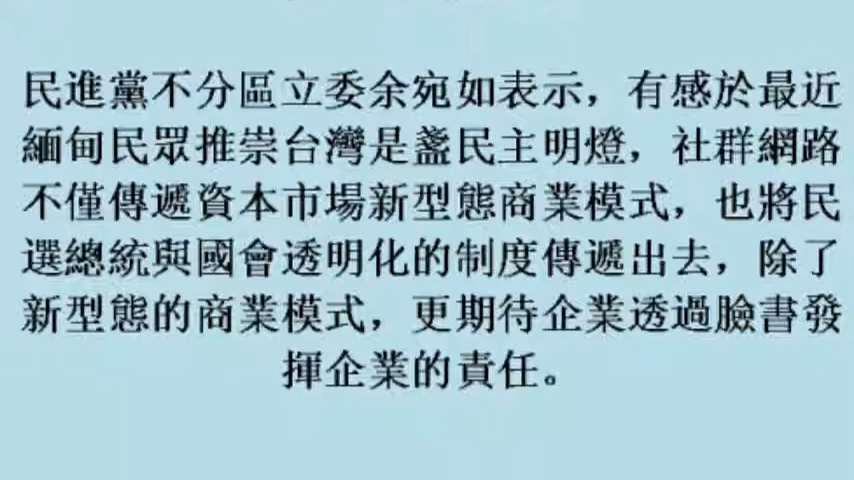 民進黨不分區立委余宛如表示，有感於最近
緬甸民眾推崇台灣是盞民主明燈，社群網路
不僅傳遞資本市場新型態商業模式，也將民
選總統與國會透明化的制度傳遞出去，除了
新型態的商業模式，更期待企業透過臉書發
揮企業的責任。